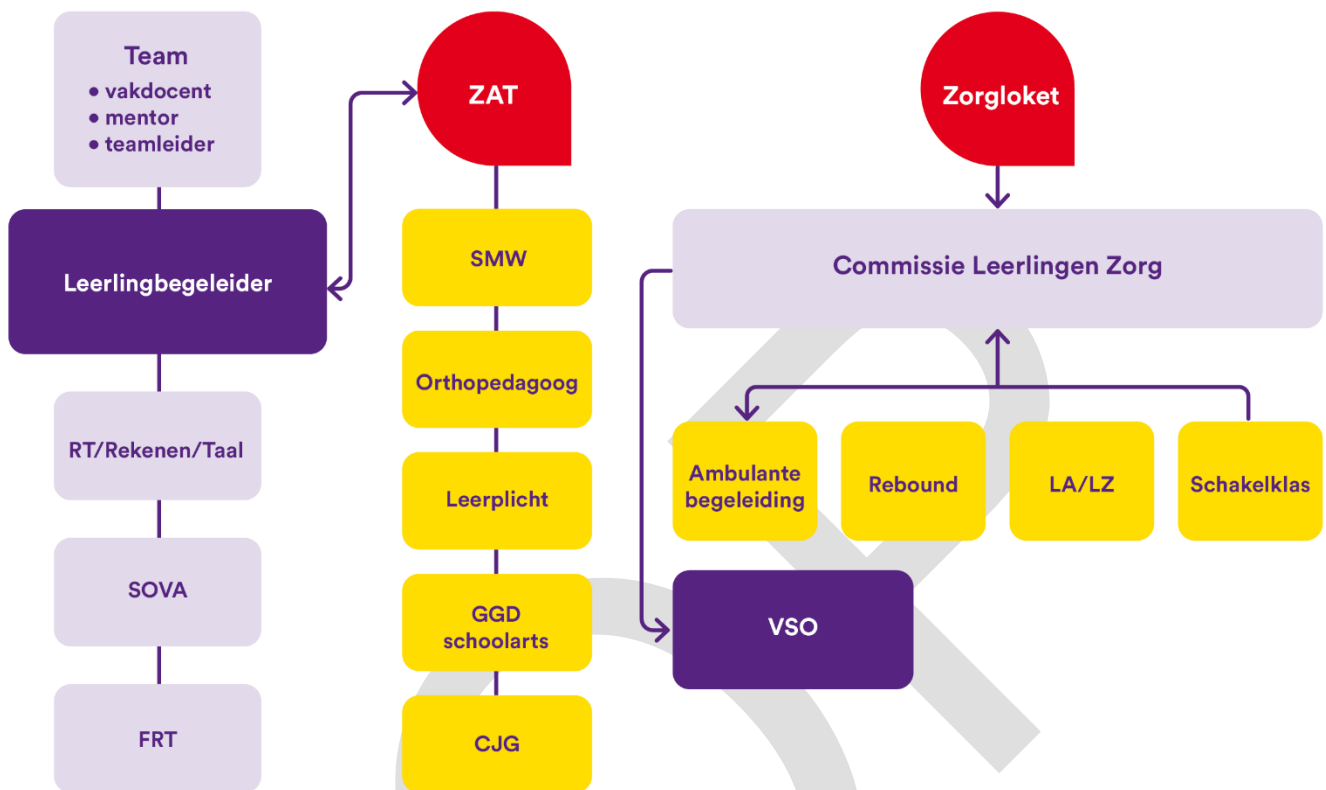 Team
• vakdocent
• mentor
• teamleider
Leerlingbegeleider
RT/Rekenen/Taal
SOVA
FRT
ZAT
SMW
Orthopedagoog
Leerplicht
GGD
schoolarts
CJG
Zorgloket
Commissie Leerlingen Zorg
Ambulante
begeleiding
Rebound
LA/LZ
Schakelklas
VSO